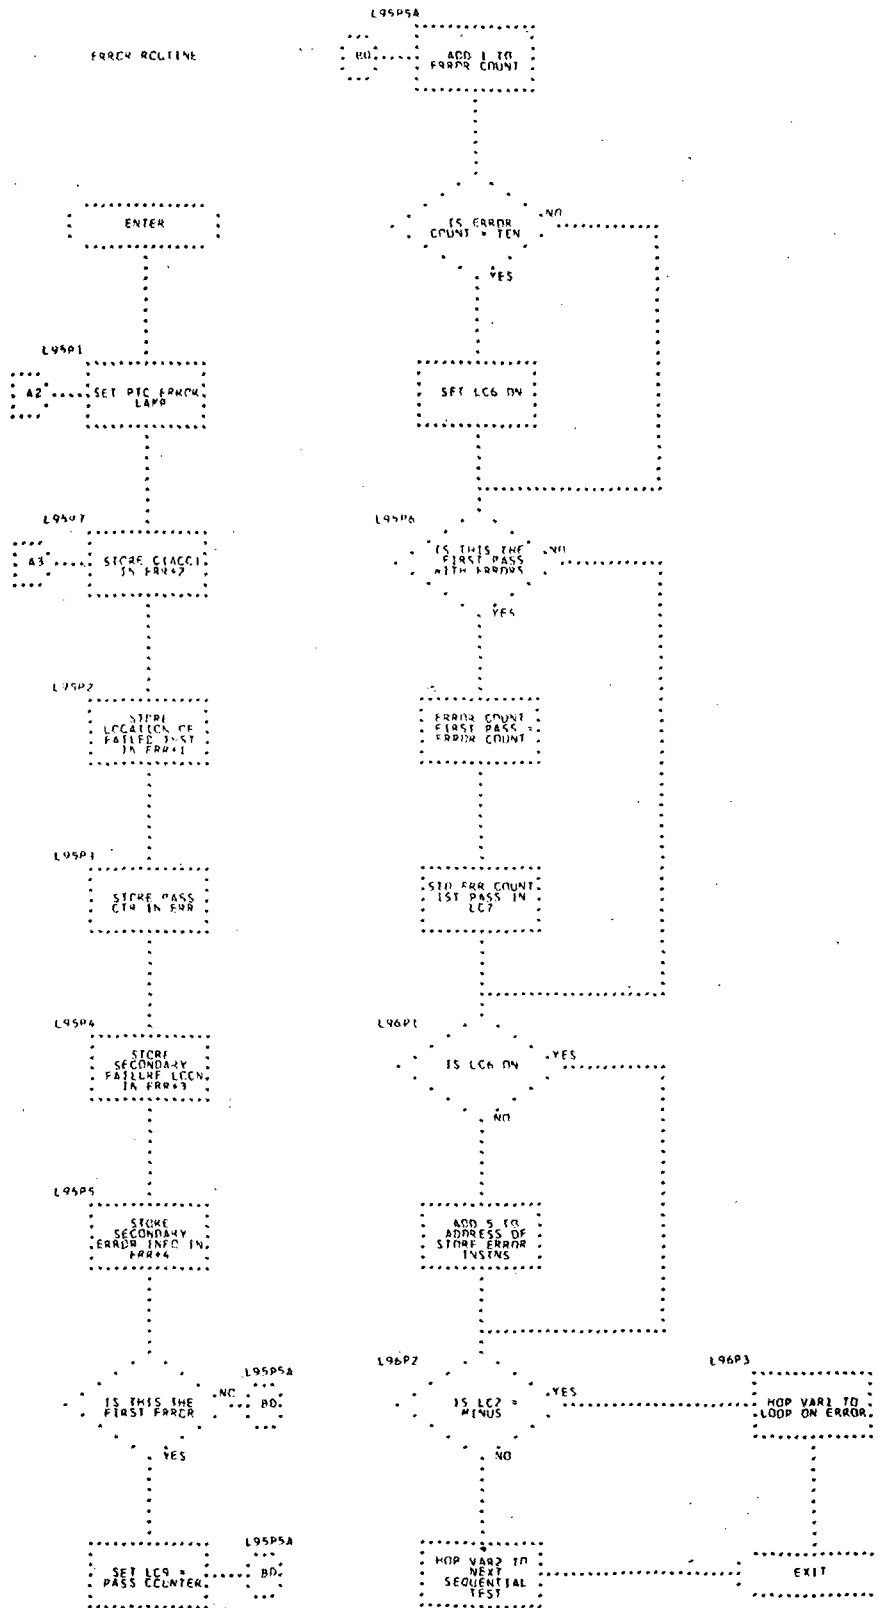 ERROR ROUTINE
ENTER
L95P1
A2
SET PTC ERROR
LAMP
L95P7
A3
STORE C(ACC)
IN ERR+2
L95P2
STORE
LOCATION OF
FAILED INST
IN ERR+1
L95P3
STORE PASS
CTR IN ERR
L95P4
STORE
SECONDARY
FAILURE LOCN
IN ERR+3
L95P5
STORE
SECONDARY
ERROR INFO IN
ERR+4
IS THIS THE
FIRST ERROR
NO
L95P5A
B0
YES
SET LC9 =
PASS COUNTER
L95P5A
B0
L95P5A
B0
ADD 1 TO
ERROR COUNT
IS ERROR
COUNT = TEN
NO
YES
SET LC6 ON
L95P6
IS THIS THE
FIRST PASS
WITH ERRORS
NO
YES
ERROR COUNT
FIRST PASS =
ERROR COUNT
STO ERR COUNT
1ST PASS IN
LC7
L96P1
IS LC6 ON
YES
NO
ADD 5 TO
ADDRESS OF
STORE ERROR
INSTNS
L96P2
IS LC2 =
MINUS
YES
NO
L96P3
HOP VAR1 TO
LOOP ON ERROR
HOP VAR2 TO
NEXT
SEQUENTIAL
TEST
EXIT